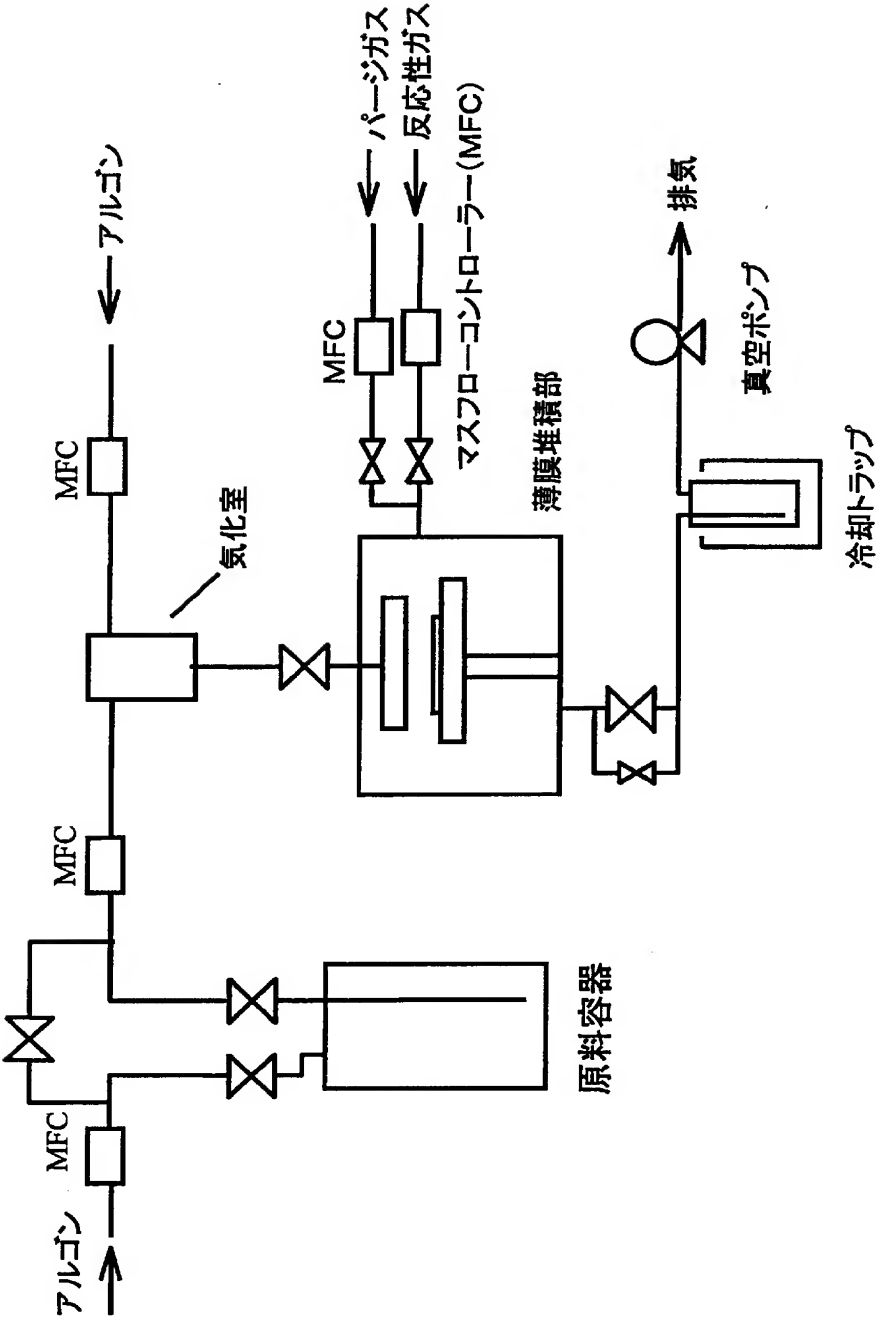 アルゴン
MFC
MFC
気化室
MFC
アルゴン
原料容器
薄膜堆積部
MFC
パージガス
反応性ガス
マスフローコントローラー(MFC)
排気
真空ポンプ
冷却トラップ